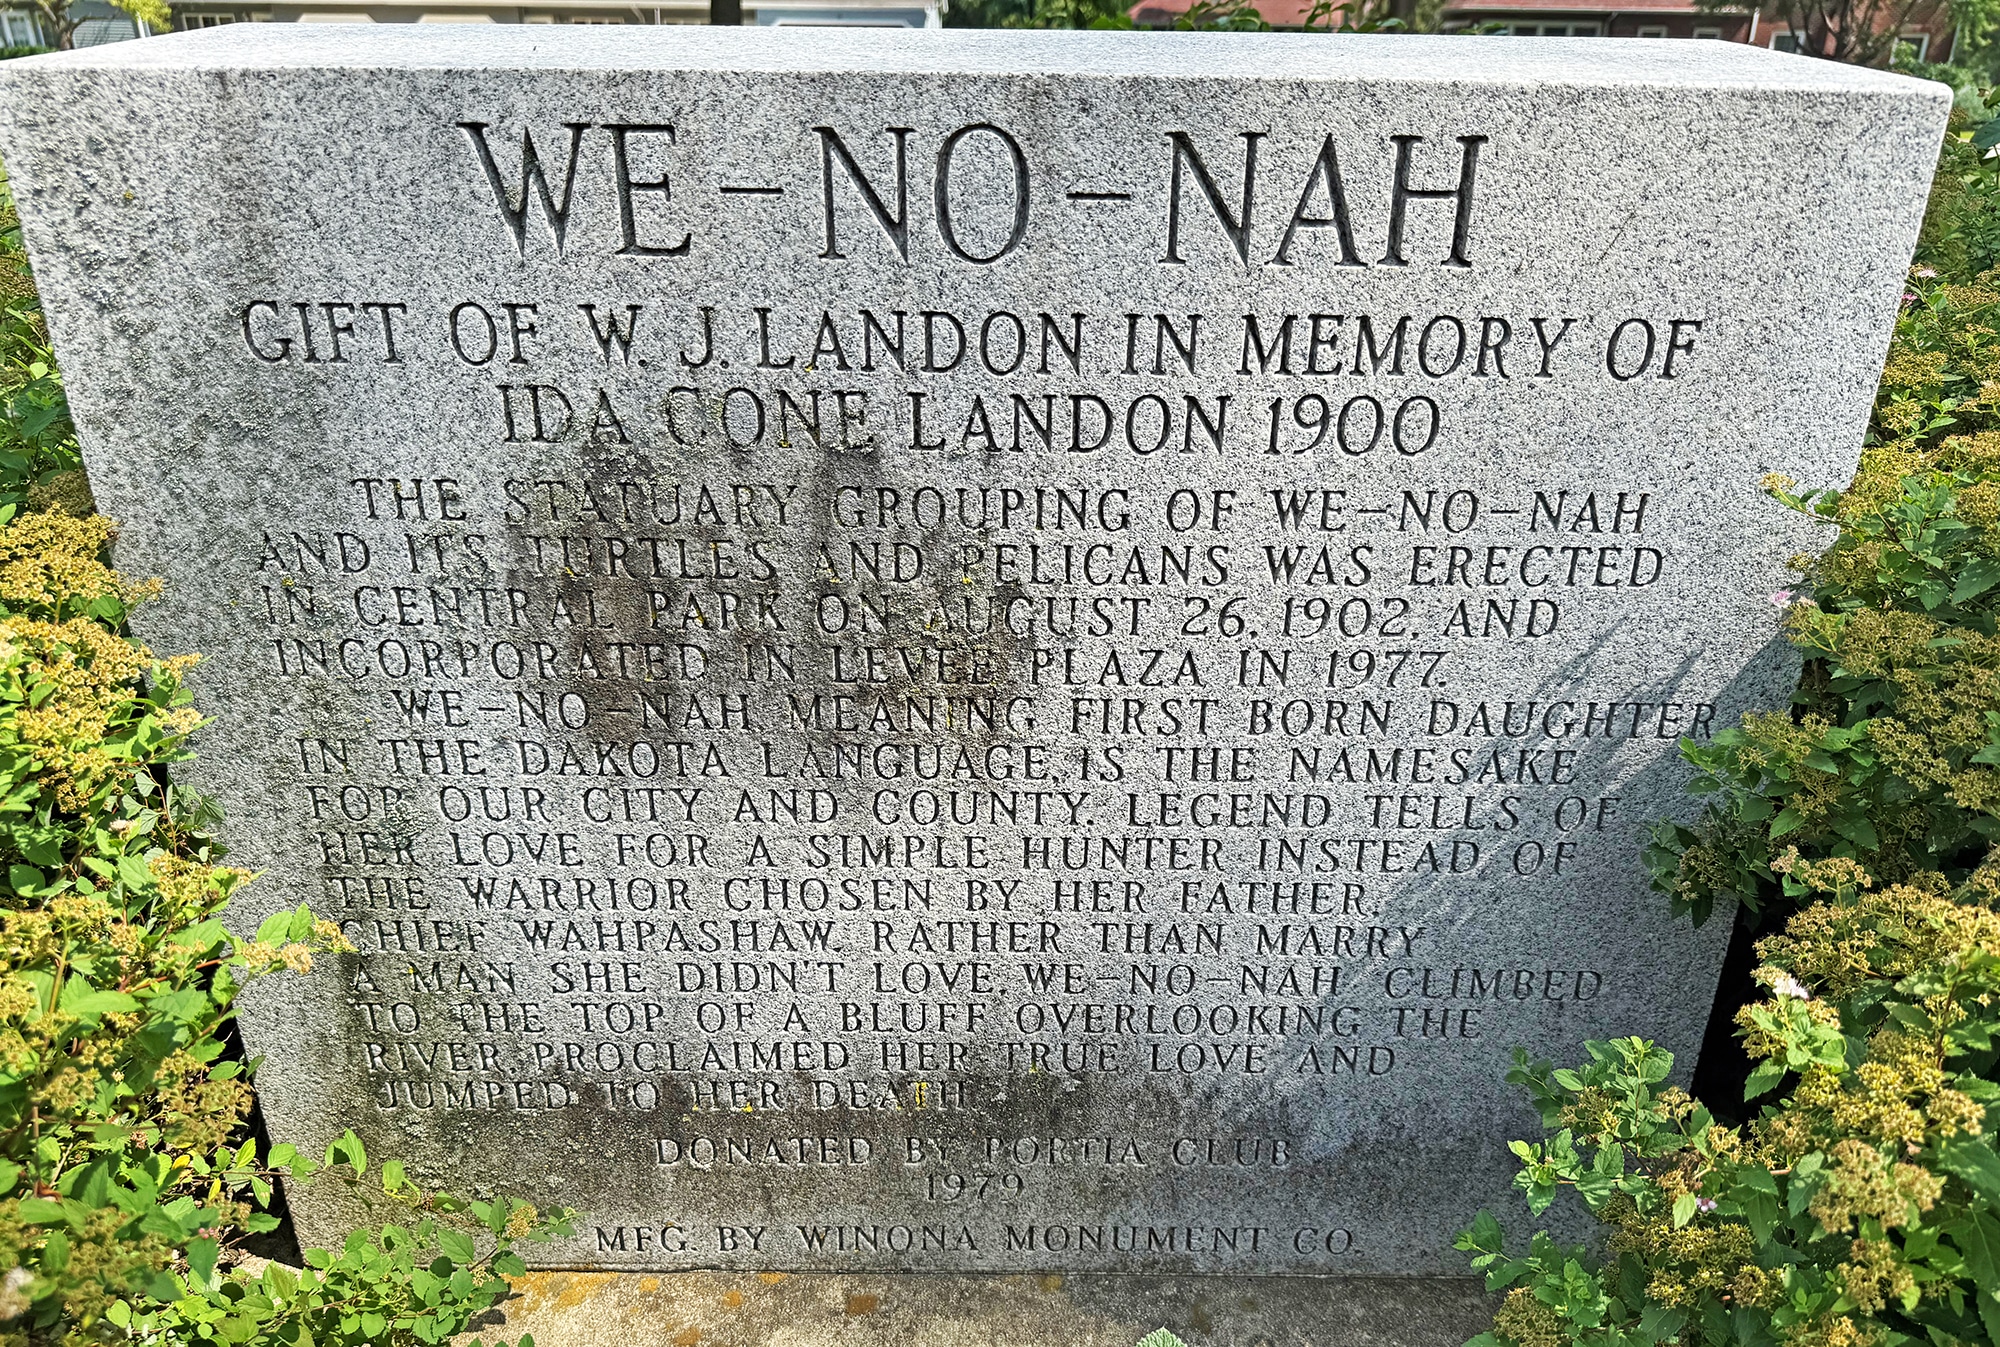 WE-NO-NAH
GIFT OF W. J. LANDON IN MEMORY OF
IDA CONE LANDON 1900
THE STATUARY GROUPING OF WE-NO-NAH
AND ITS TURTLES AND PELICANS WAS ERECTED
IN CENTRAL PARK ON AUGUST 26, 1902, AND
INCORPORATED IN LEVEE PLAZA IN 1977.
WE-NO-NAH, MEANING FIRST BORN DAUGHTER
IN THE DAKOTA LANGUAGE, IS THE NAMESAKE
FOR OUR CITY AND COUNTY. LEGEND TELLS OF
HER LOVE FOR A SIMPLE HUNTER INSTEAD OF
THE WARRIOR CHOSEN BY HER FATHER,
CHIEF WAHPASHAW. RATHER THAN MARRY
A MAN SHE DIDN'T LOVE, WE-NO-NAH CLIMBED
TO THE TOP OF A BLUFF OVERLOOKING THE
RIVER, PROCLAIMED HER TRUE LOVE AND
JUMPED TO HER DEATH.
DONATED BY PORTIA CLUB
1979
MFG. BY WINONA MONUMENT CO.